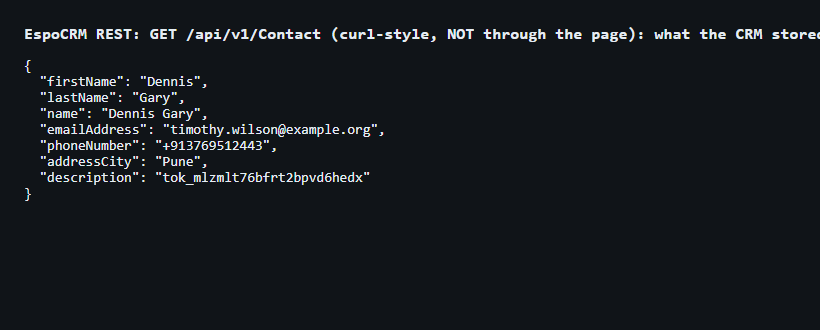 EspoCRM REST: GET /api/v1/Contact (curl-style, NOT through the page): what the CRM stored
{
  "firstName": "Dennis",
  "lastName": "Gary",
  "name": "Dennis Gary",
  "emailAddress": "timothy.wilson@example.org",
  "phoneNumber": "+913769512443",
  "addressCity": "Pune",
  "description": "tok_mlzmlt76bfrt2bpvd6hedx"
}